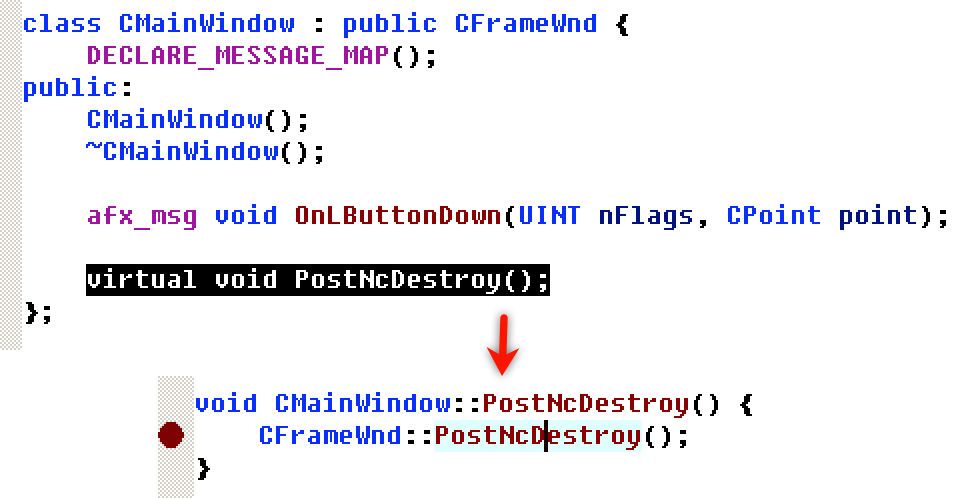 class CMainWindow : public CFrameWnd {
    DECLARE_MESSAGE_MAP();
public:
    CMainWindow();
    ~CMainWindow();
    afx_msg void OnLButtonDown(UINT nFlags, CPoint point);
    virtual void PostNcDestroy();
};
void CMainWindow::PostNcDestroy() {
    CFrameWnd::PostNcDestroy();
}